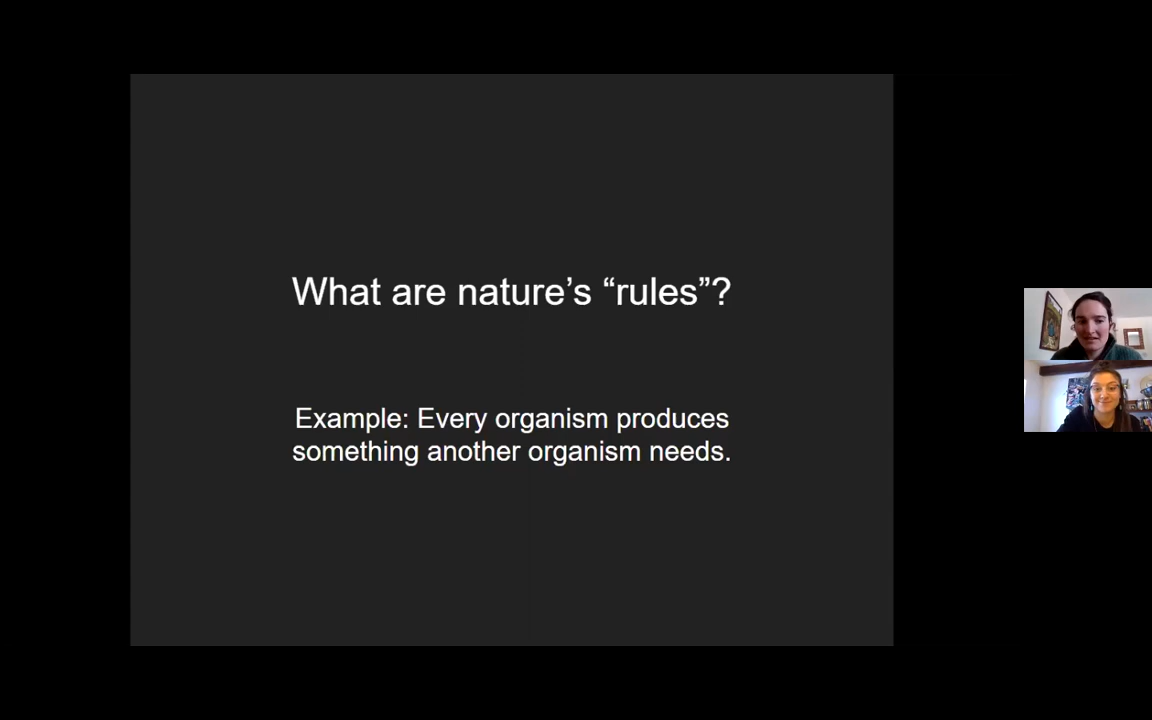 What are nature’s “rules”?
Example: Every organism produces
something another organism needs.